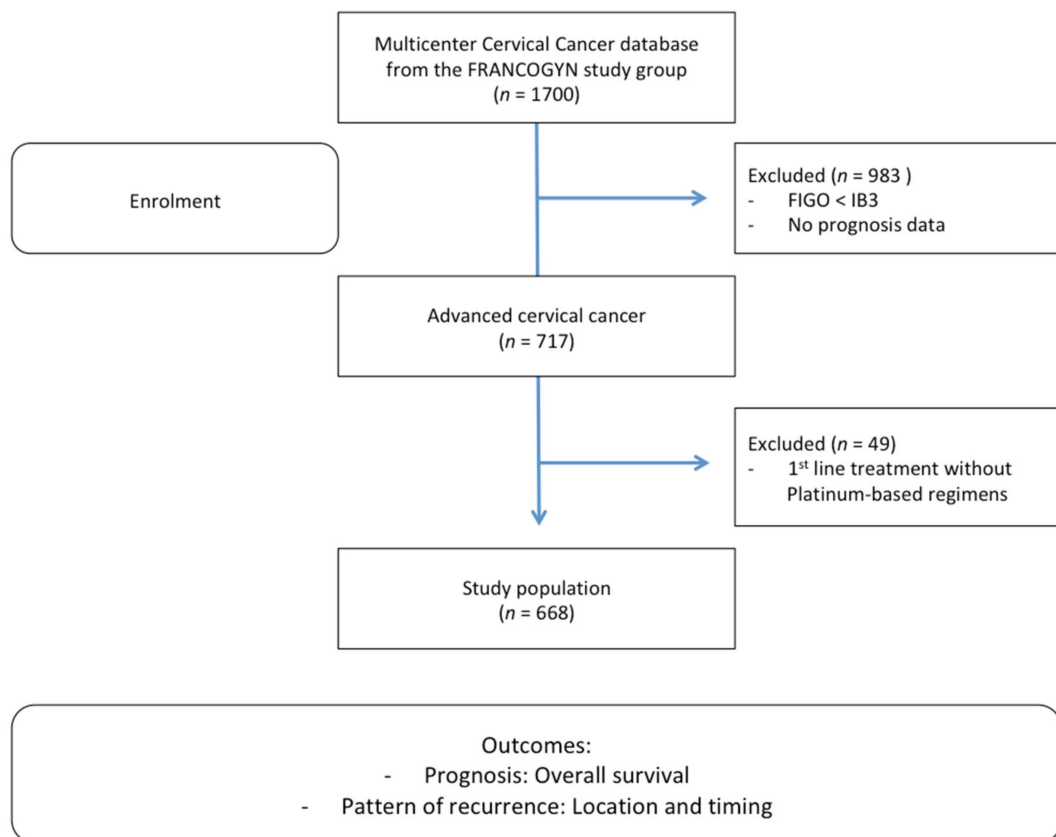 Multicenter Cervical Cancer database
from the FRANCOGYN study group
(n = 1700)
Enrolment
Excluded (n = 983 )
- FIGO < IB3
- No prognosis data
Advanced cervical cancer
(n = 717)
Excluded (n = 49)
- 1st line treatment without
Platinum-based regimens
Study population
(n = 668)
Outcomes:
- Prognosis: Overall survival
- Pattern of recurrence: Location and timing